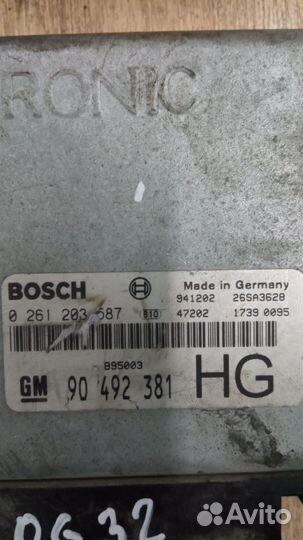 RONIC
BOSCH
Made in Germany
941202 26SA3628
0 261 203 587 610 47202 1739 0095
B95003
GM 90 492 381 HG
DG 32
Avito